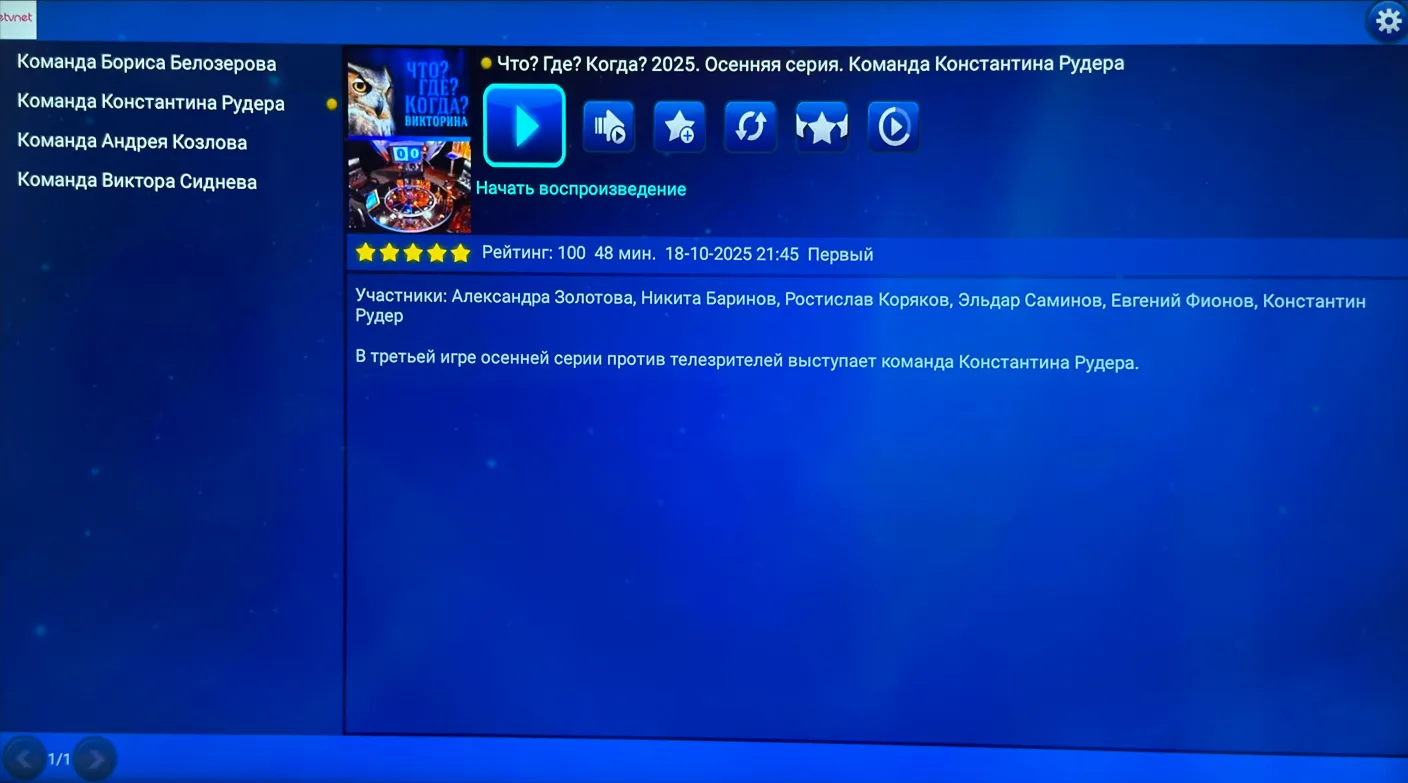 etvnet
Команда Бориса Белозерова
Команда Константина Рудера
Команда Андрея Козлова
Команда Виктора Сиднева
ЧТО?
ГДЕ?
КОГДА?
ВИКТОРИНА
0 0
Что? Где? Когда? 2025. Осенняя серия. Команда Константина Рудера
Начать воспроизведение
Рейтинг: 100 48 мин. 18-10-2025 21:45 Первый
Участники: Александра Золотова, Никита Баринов, Ростислав Коряков, Эльдар Саминов, Евгений Фионов, Константин
Рудер
В третьей игре осенней серии против телезрителей выступает команда Константина Рудера.
1/1